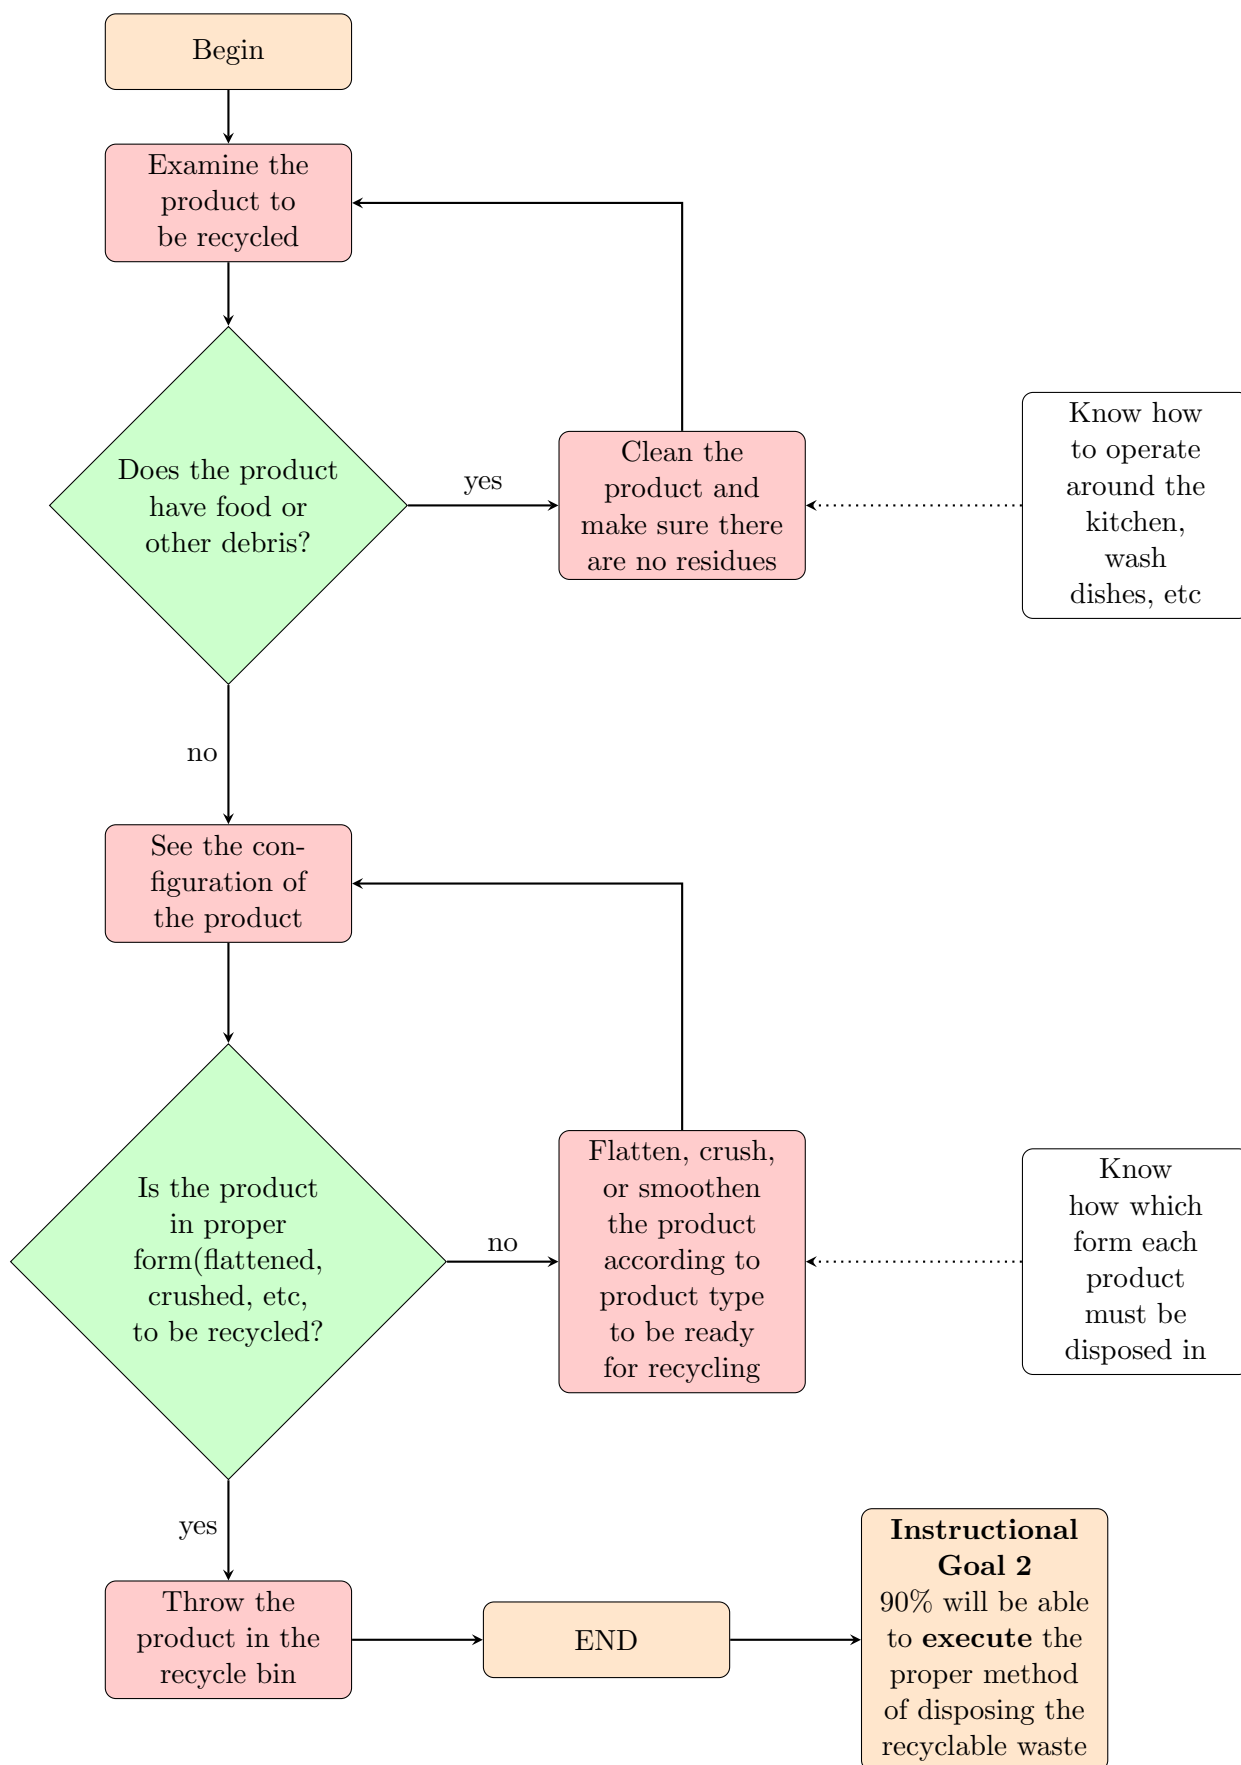 Begin
Examine the
product to
be recycled
Does the product
have food or
other debris?
yes
Clean the
product and
make sure there
are no residues
Know how
to operate
around the
kitchen,
wash
dishes, etc
no
See the con-
figuration of
the product
Is the product
in proper
form(flattened,
crushed, etc,
to be recycled?
no
Flatten, crush,
or smoothen
the product
according to
product type
to be ready
for recycling
Know
how which
form each
product
must be
disposed in
yes
Throw the
product in the
recycle bin
END
Instructional
Goal 2
90% will be able
to execute the
proper method
of disposing the
recyclable waste